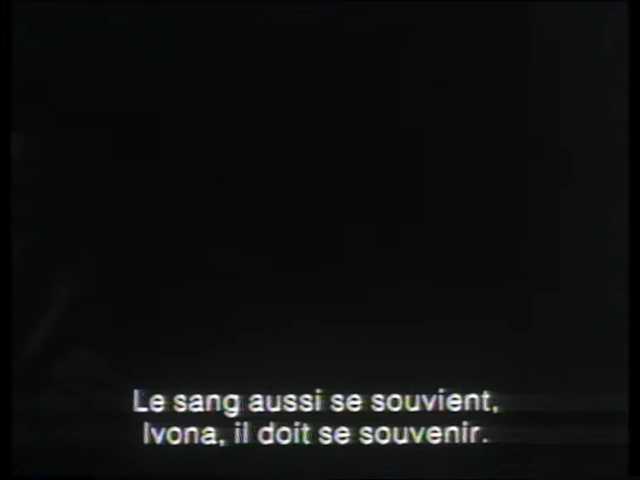 Le sang aussi se souvient,
Ivona, il doit se souvenir.